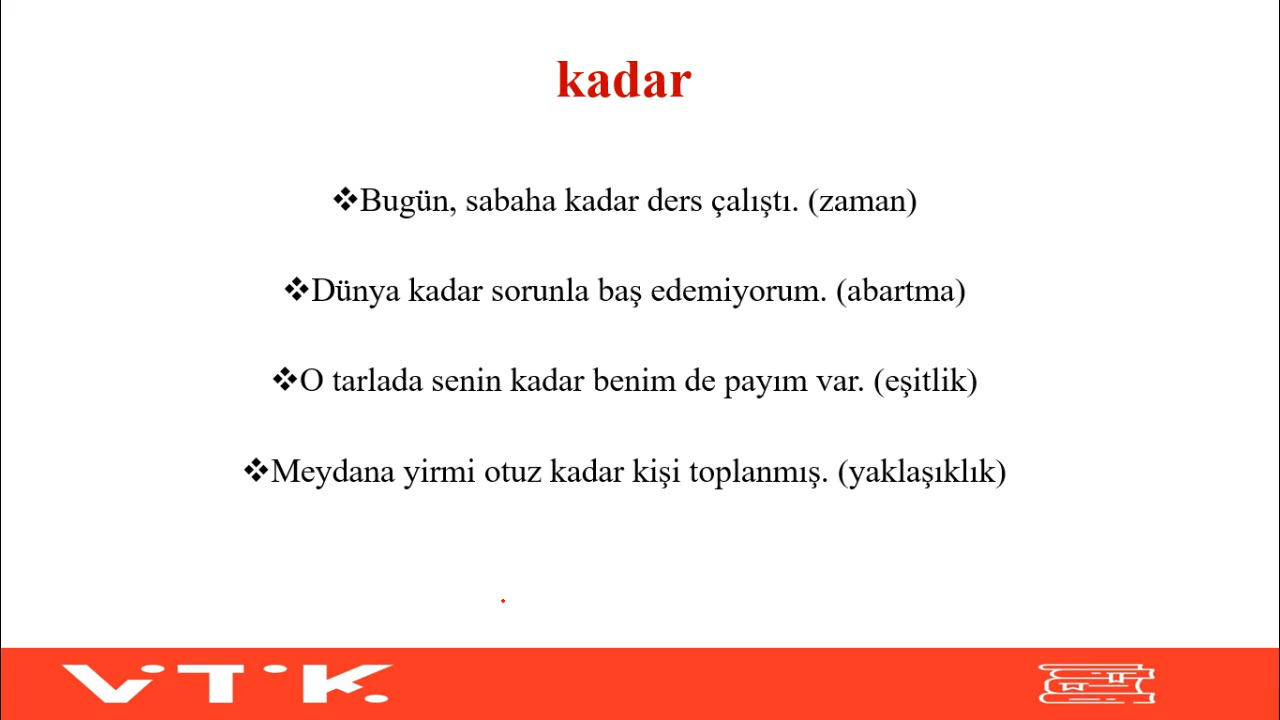 kadar
❖Bugün, sabaha kadar ders çalıştı. (zaman)
❖Dünya kadar sorunla baş edemiyorum. (abartma)
❖O tarlada senin kadar benim de payım var. (eşitlik)
❖Meydana yirmi otuz kadar kişi toplanmış. (yaklaşıklık)
VTK